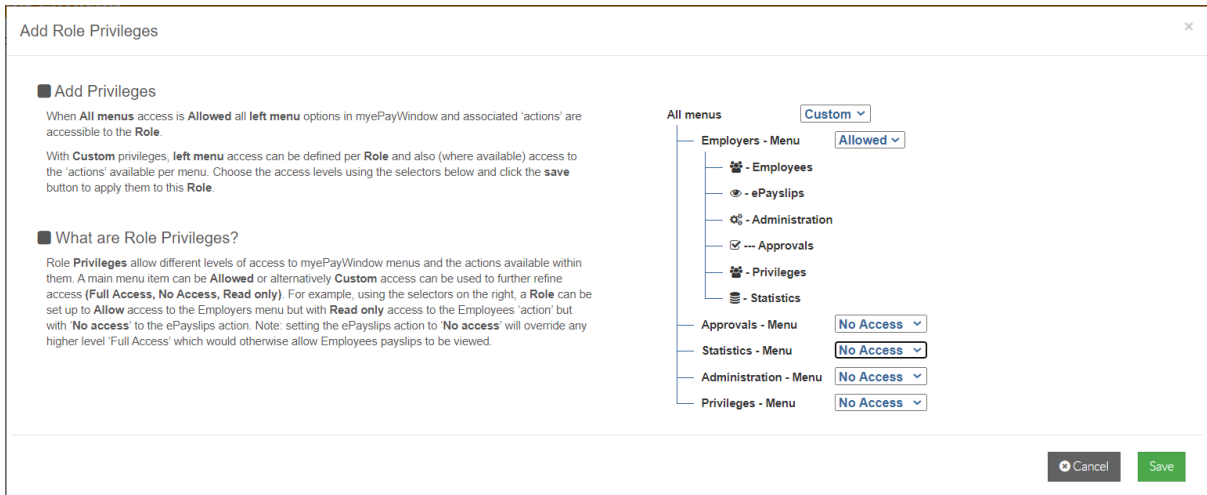 Add Role Privileges
×
Add Privileges
When All menus access is Allowed all left menu options in myePayWindow and associated 'actions' are
accessible to the Role.
With Custom privileges, left menu access can be defined per Role and also (where available) access to
the 'actions' available per menu. Choose the access levels using the selectors below and click the save
button to apply them to this Role.
What are Role Privileges?
Role Privileges allow different levels of access to myePayWindow menus and the actions available within
them. A main menu item can be Allowed or alternatively Custom access can be used to further refine
access (Full Access, No Access, Read only). For example, using the selectors on the right, a Role can be
set up to Allow access to the Employers menu but with Read only access to the Employees 'action' but
with 'No access' to the ePayslips action. Note: setting the ePayslips action to 'No access' will override any
higher level 'Full Access' which would otherwise allow Employees payslips to be viewed.
All menus Custom
Employers - Menu Allowed
- Employees
- ePayslips
- Administration
--- Approvals
- Privileges
- Statistics
Approvals - Menu No Access
Statistics - Menu No Access
Administration - Menu No Access
Privileges - Menu No Access
Cancel Save